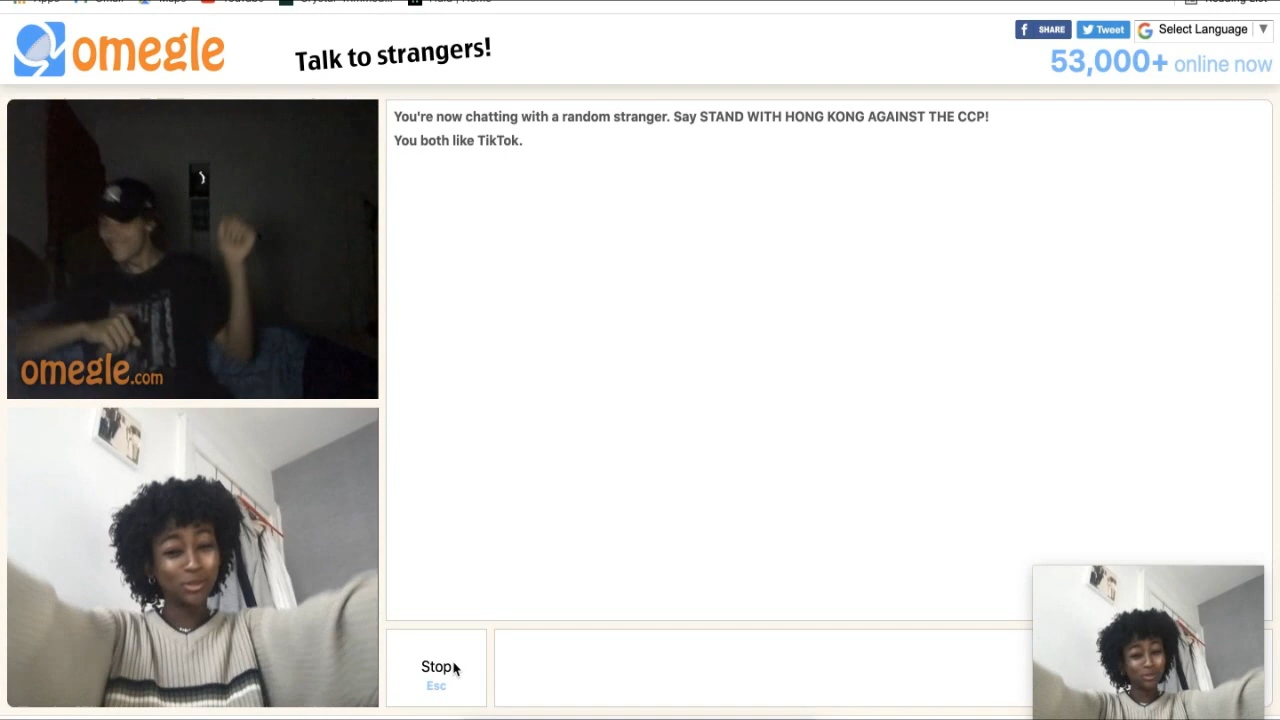 omegle
Talk to strangers!
SHARE
Tweet
Select Language
53,000+ online now
You're now chatting with a random stranger. Say STAND WITH HONG KONG AGAINST THE CCP!
You both like TikTok.
omegle.com
Stop
Esc